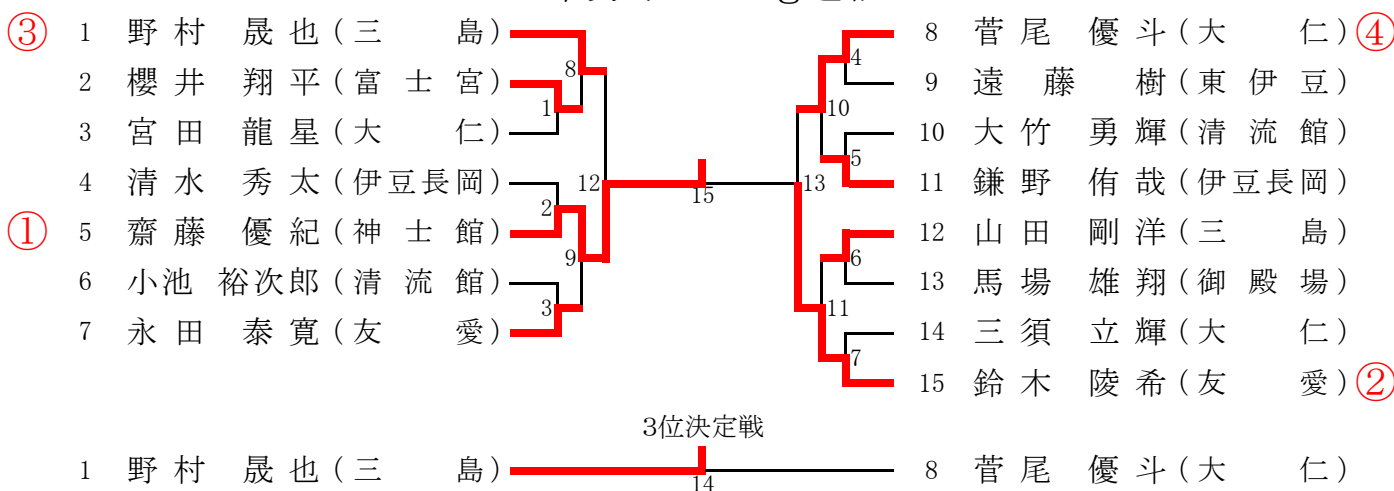 ③ 1 野村 晟也(三 島)
2 櫻井 翔平(富士宮)
3 宮田 龍星(大 仁)
4 清水 秀太(伊豆長岡)
① 5 齋藤 優紀(神士館)
6 小池 裕次郎(清流館)
7 永田 泰寛(友 愛)
8 菅尾 優斗(大 仁)④
9 遠藤 樹(東伊豆)
10 大竹 勇輝(清流館)
11 鎌野 侑哉(伊豆長岡)
12 山田 剛洋(三 島)
13 馬場 雄翔(御殿場)
14 三須 立輝(大 仁)
15 鈴木 陵希(友 愛)②
8
1
12
2
9
3
15
4
10
5
13
6
11
7
3位決定戦
1 野村 晟也(三 島)
14
8 菅尾 優斗(大 仁)